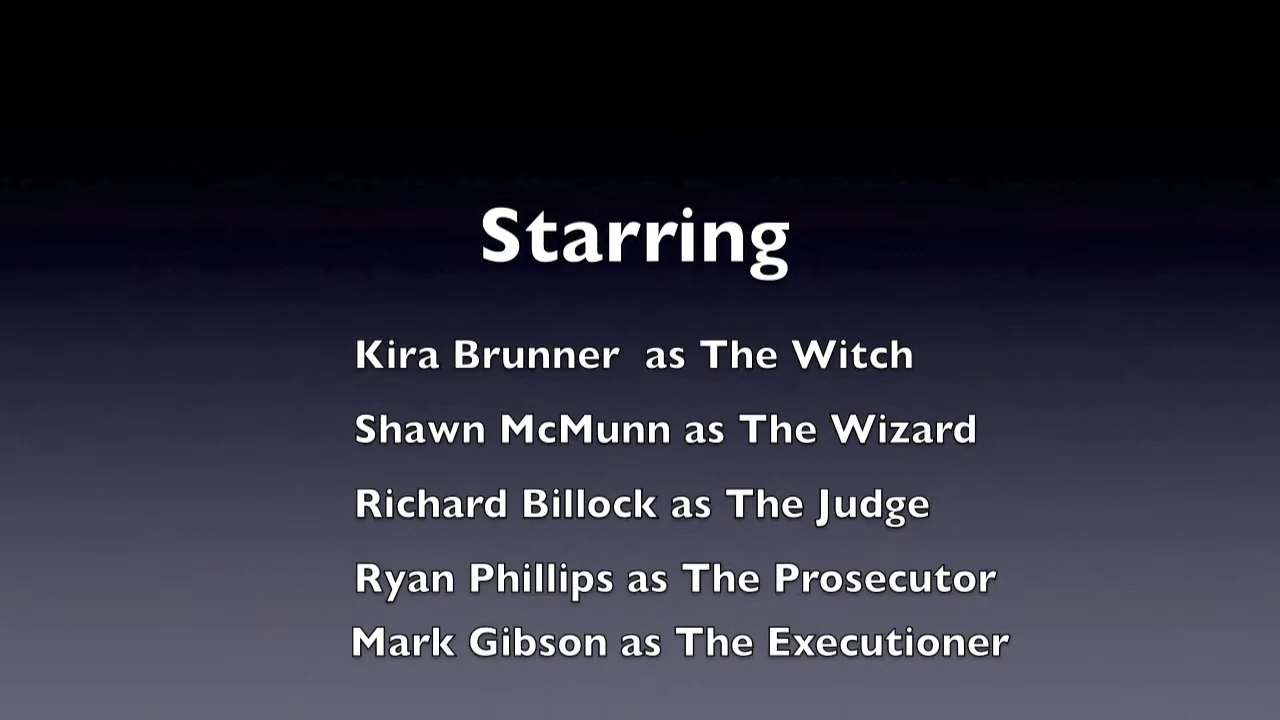 Starring
Kira Brunner  as The Witch
Shawn McMunn as The Wizard
Richard Billock as The Judge
Ryan Phillips as The Prosecutor
Mark Gibson as The Executioner